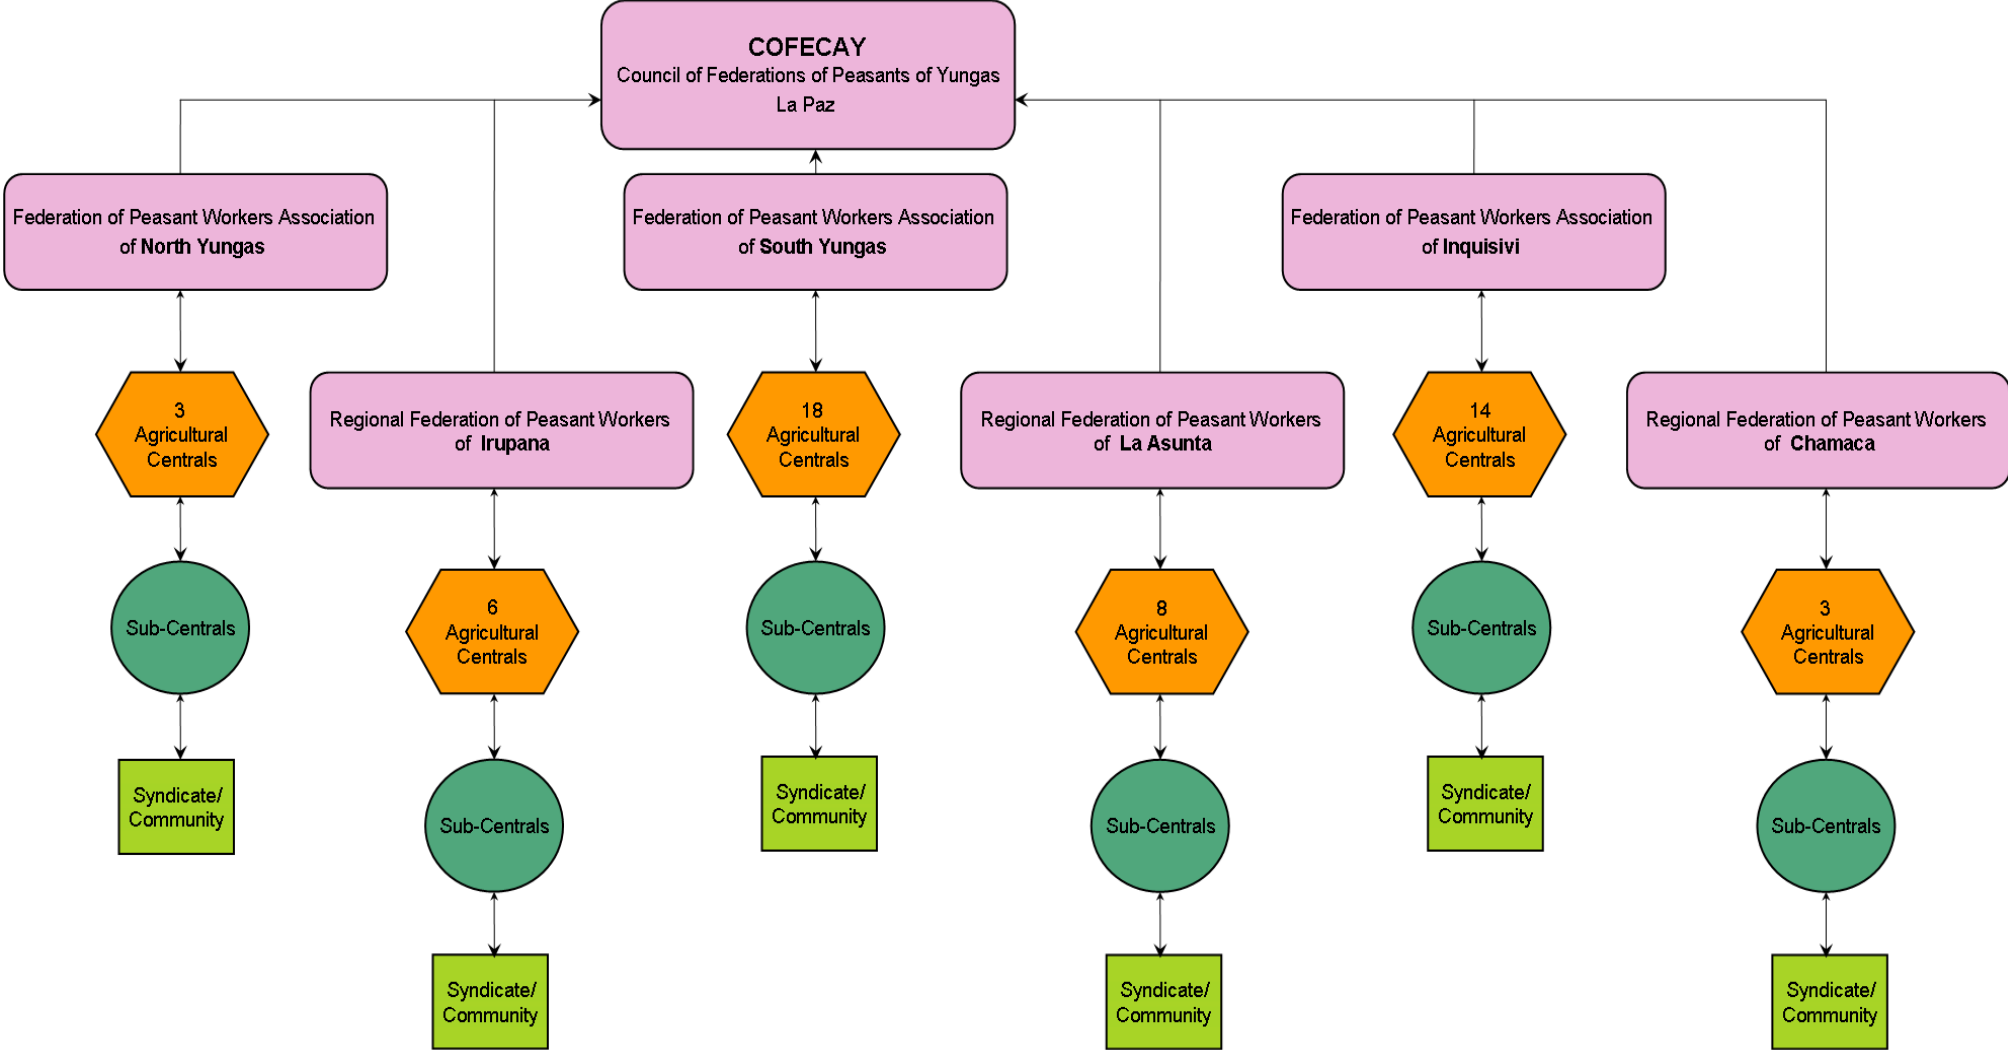 COFECAY
Council of Federations of Peasants of Yungas
La Paz
Federation of Peasant Workers Association
of North Yungas
Federation of Peasant Workers Association
of South Yungas
Federation of Peasant Workers Association
of Inquisivi
3
Agricultural
Centrals
Regional Federation of Peasant Workers
of Irupana
18
Agricultural
Centrals
Regional Federation of Peasant Workers
of La Asunta
14
Agricultural
Centrals
Regional Federation of Peasant Workers
of Chamaca
Sub-Centrals
6
Agricultural
Centrals
Sub-Centrals
8
Agricultural
Centrals
Sub-Centrals
3
Agricultural
Centrals
Syndicate/
Community
Sub-Centrals
Syndicate/
Community
Sub-Centrals
Syndicate/
Community
Sub-Centrals
Syndicate/
Community
Syndicate/
Community
Syndicate/
Community